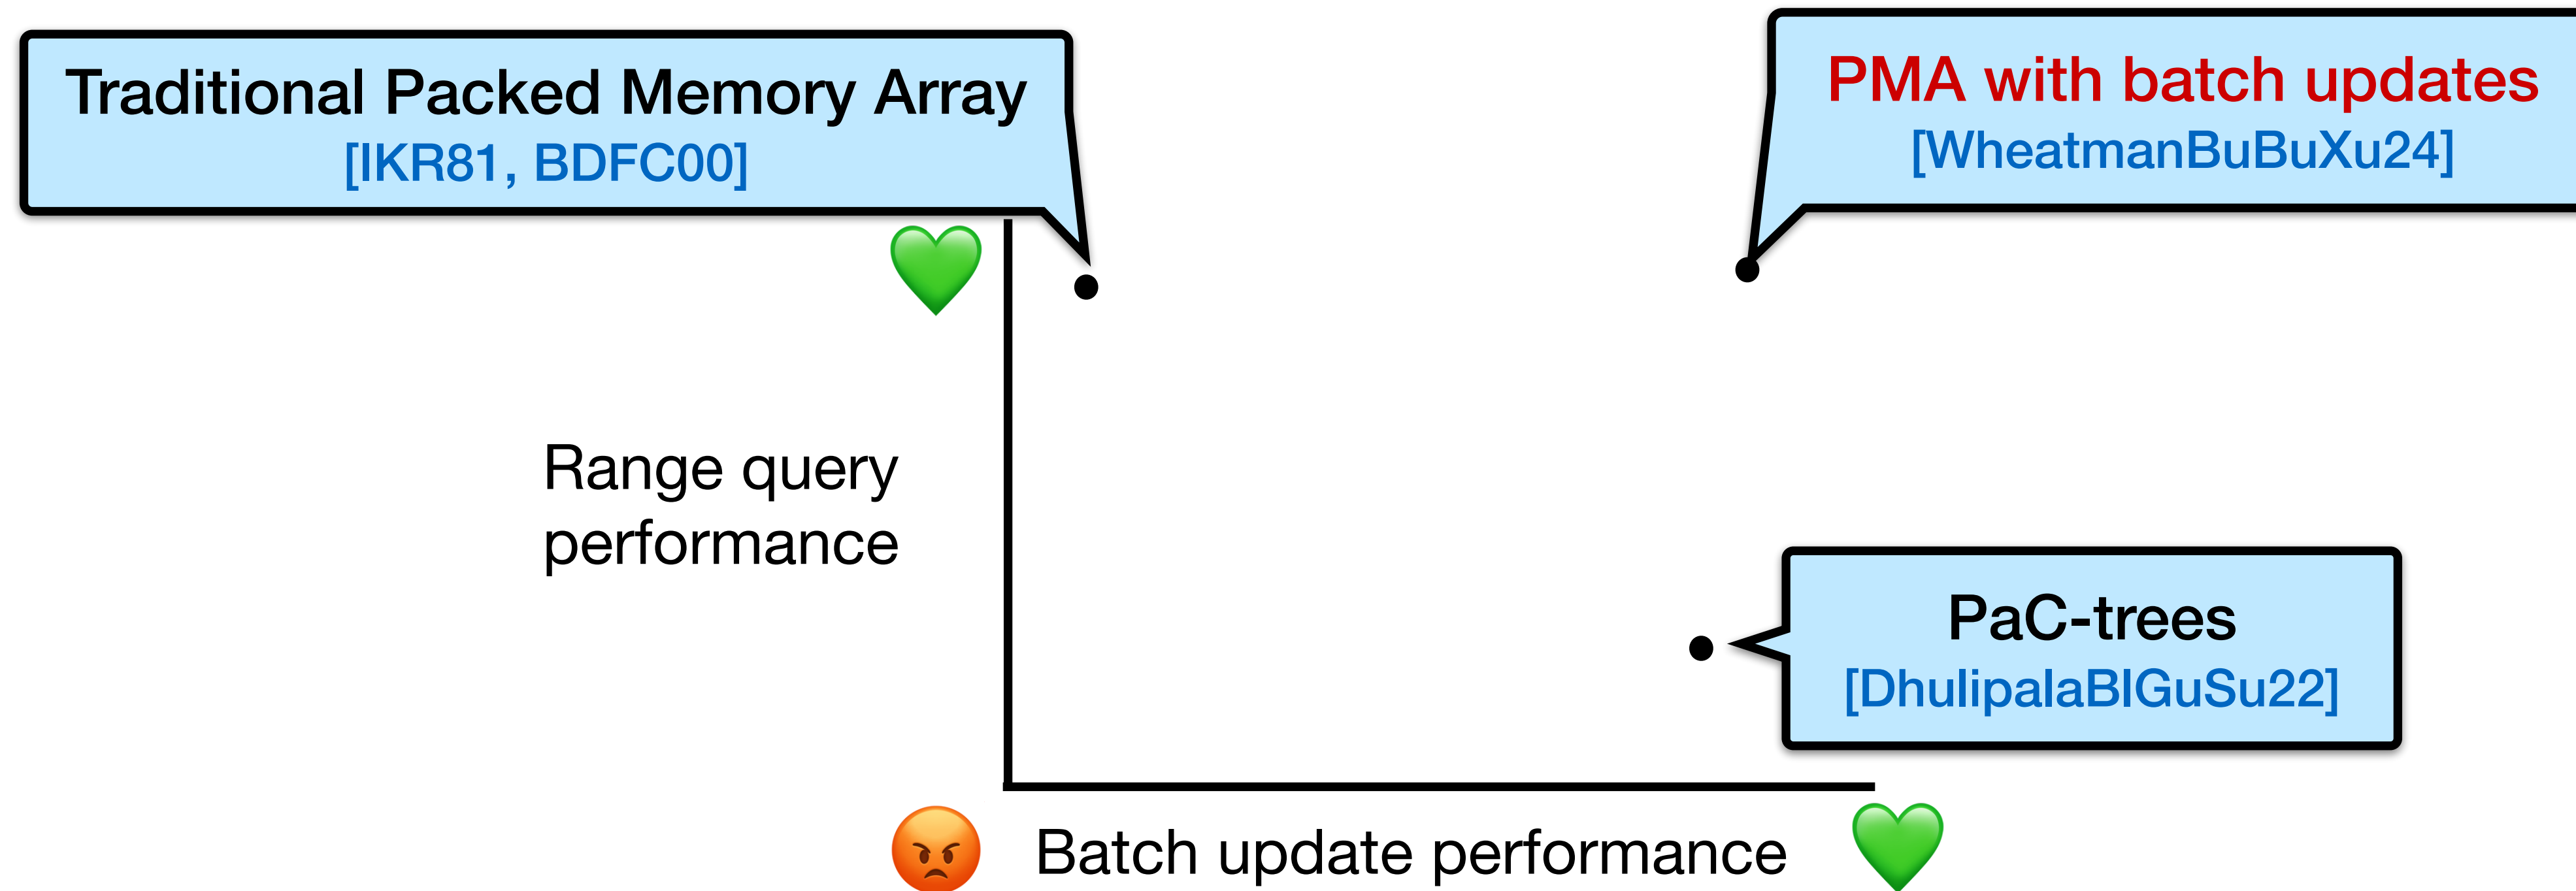 Traditional Packed Memory Array
[IKR81, BDFC00]
PMA with batch updates
[WheatmanBuBuXu24]
Range query
performance
PaC-trees
[DhulipalaBlGuSu22]
Batch update performance